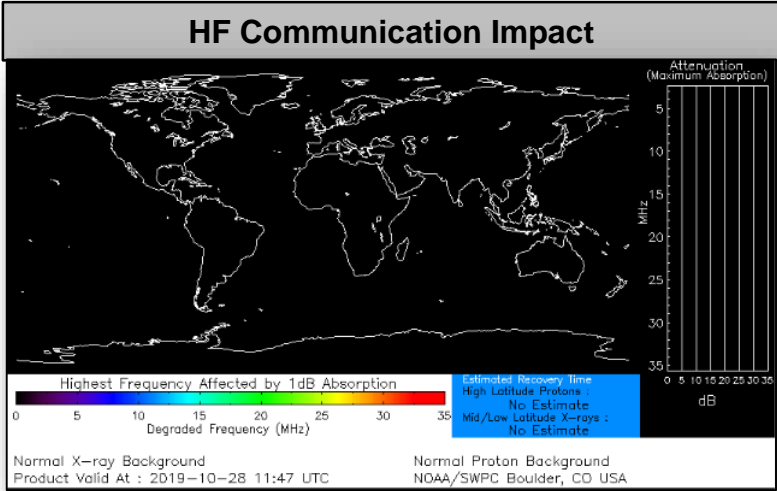 HF Communication Impact
Attenuation
(Maximum Absorption)
5
10
15
20
25
30
35
MHz
0 5 10 15 20 25 30 35
dB
Highest Frequency Affected by 1dB Absorption
0 5 10 15 20 25 30 35
Degraded Frequency (MHz)
Estimated Recovery Time
High Latitude Protons :
No Estimate
Mid/Low Latitude X-rays :
No Estimate
Normal X-ray Background
Normal Proton Background
Product Valid At : 2019-10-28 11:47 UTC
NOAA/SWPC Boulder, CO USA